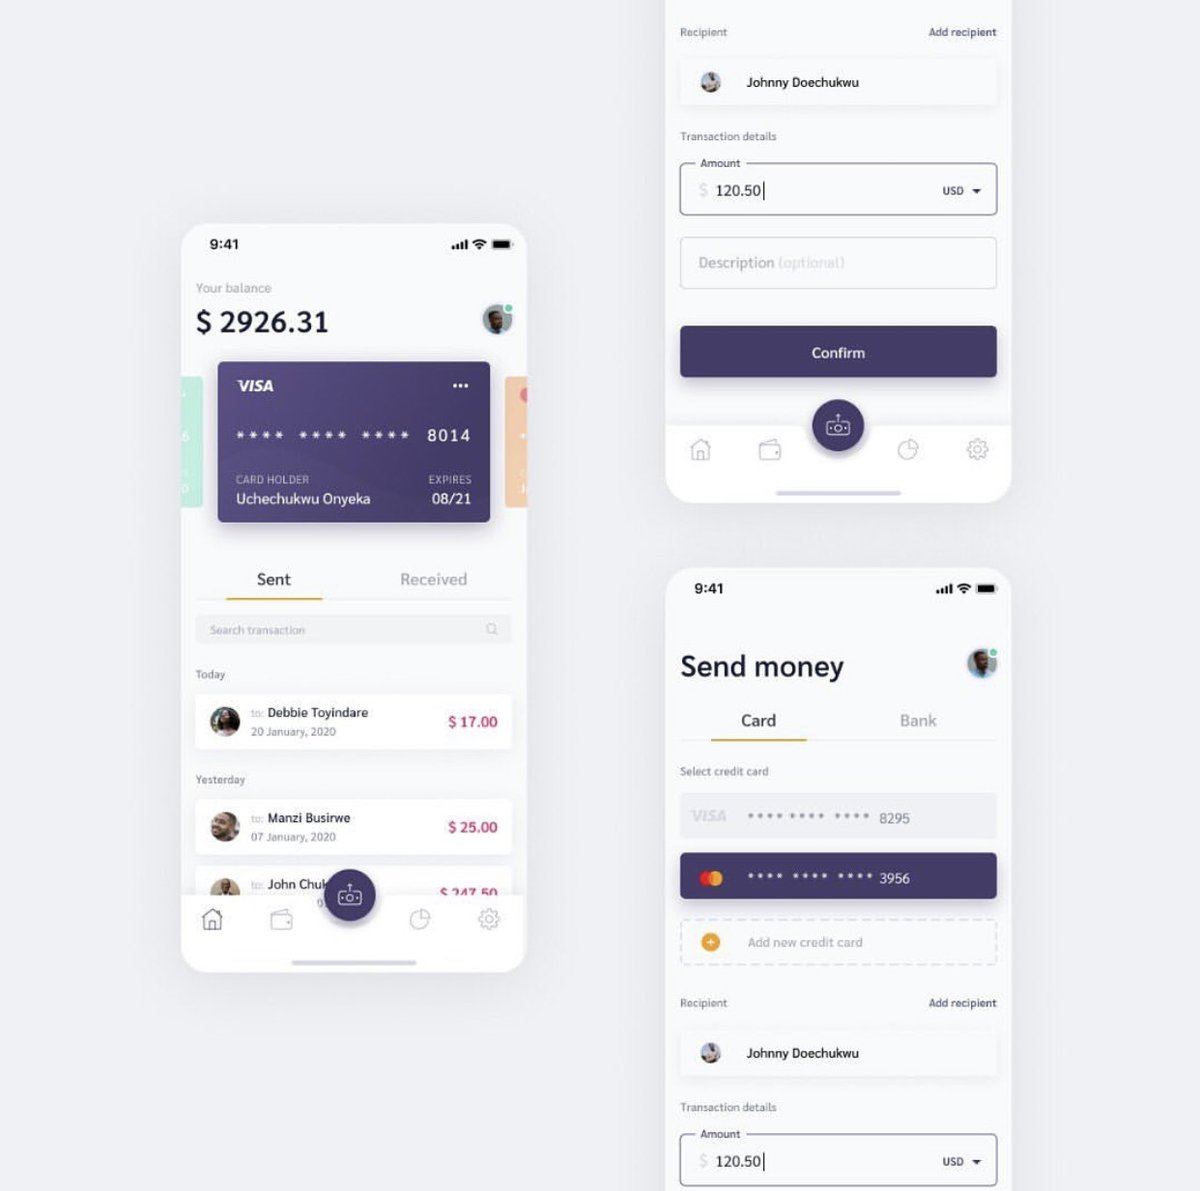 9:41
Your balance
$ 2926.31
VISA
**** **** **** 8014
CARD HOLDER
EXPIRES
Uchechukwu Onyeka
08/21
Sent
Received
Search transaction
Today
to: Debbie Toyindare
20 January, 2020
$ 17.00
Yesterday
to: Manzi Busirwe
07 January, 2020
$ 25.00
to: John Chuk
$ 247.50
Recipient
Add recipient
Johnny Doechukwu
Transaction details
Amount
$ 120.50
USD
Description (optional)
Confirm
9:41
Send money
Card
Bank
Select credit card
VISA **** **** **** 8295
**** **** **** 3956
Add new credit card
Recipient
Add recipient
Johnny Doechukwu
Transaction details
Amount
$ 120.50
USD